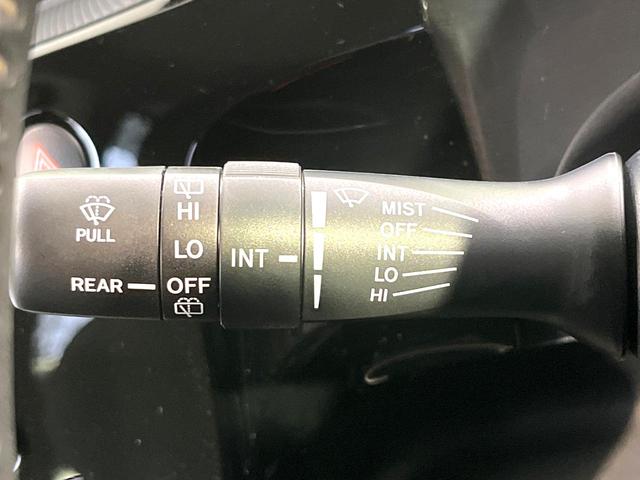 PULL
REAR
HI
LO
OFF
INT
MIST
OFF
INT
LO
HI